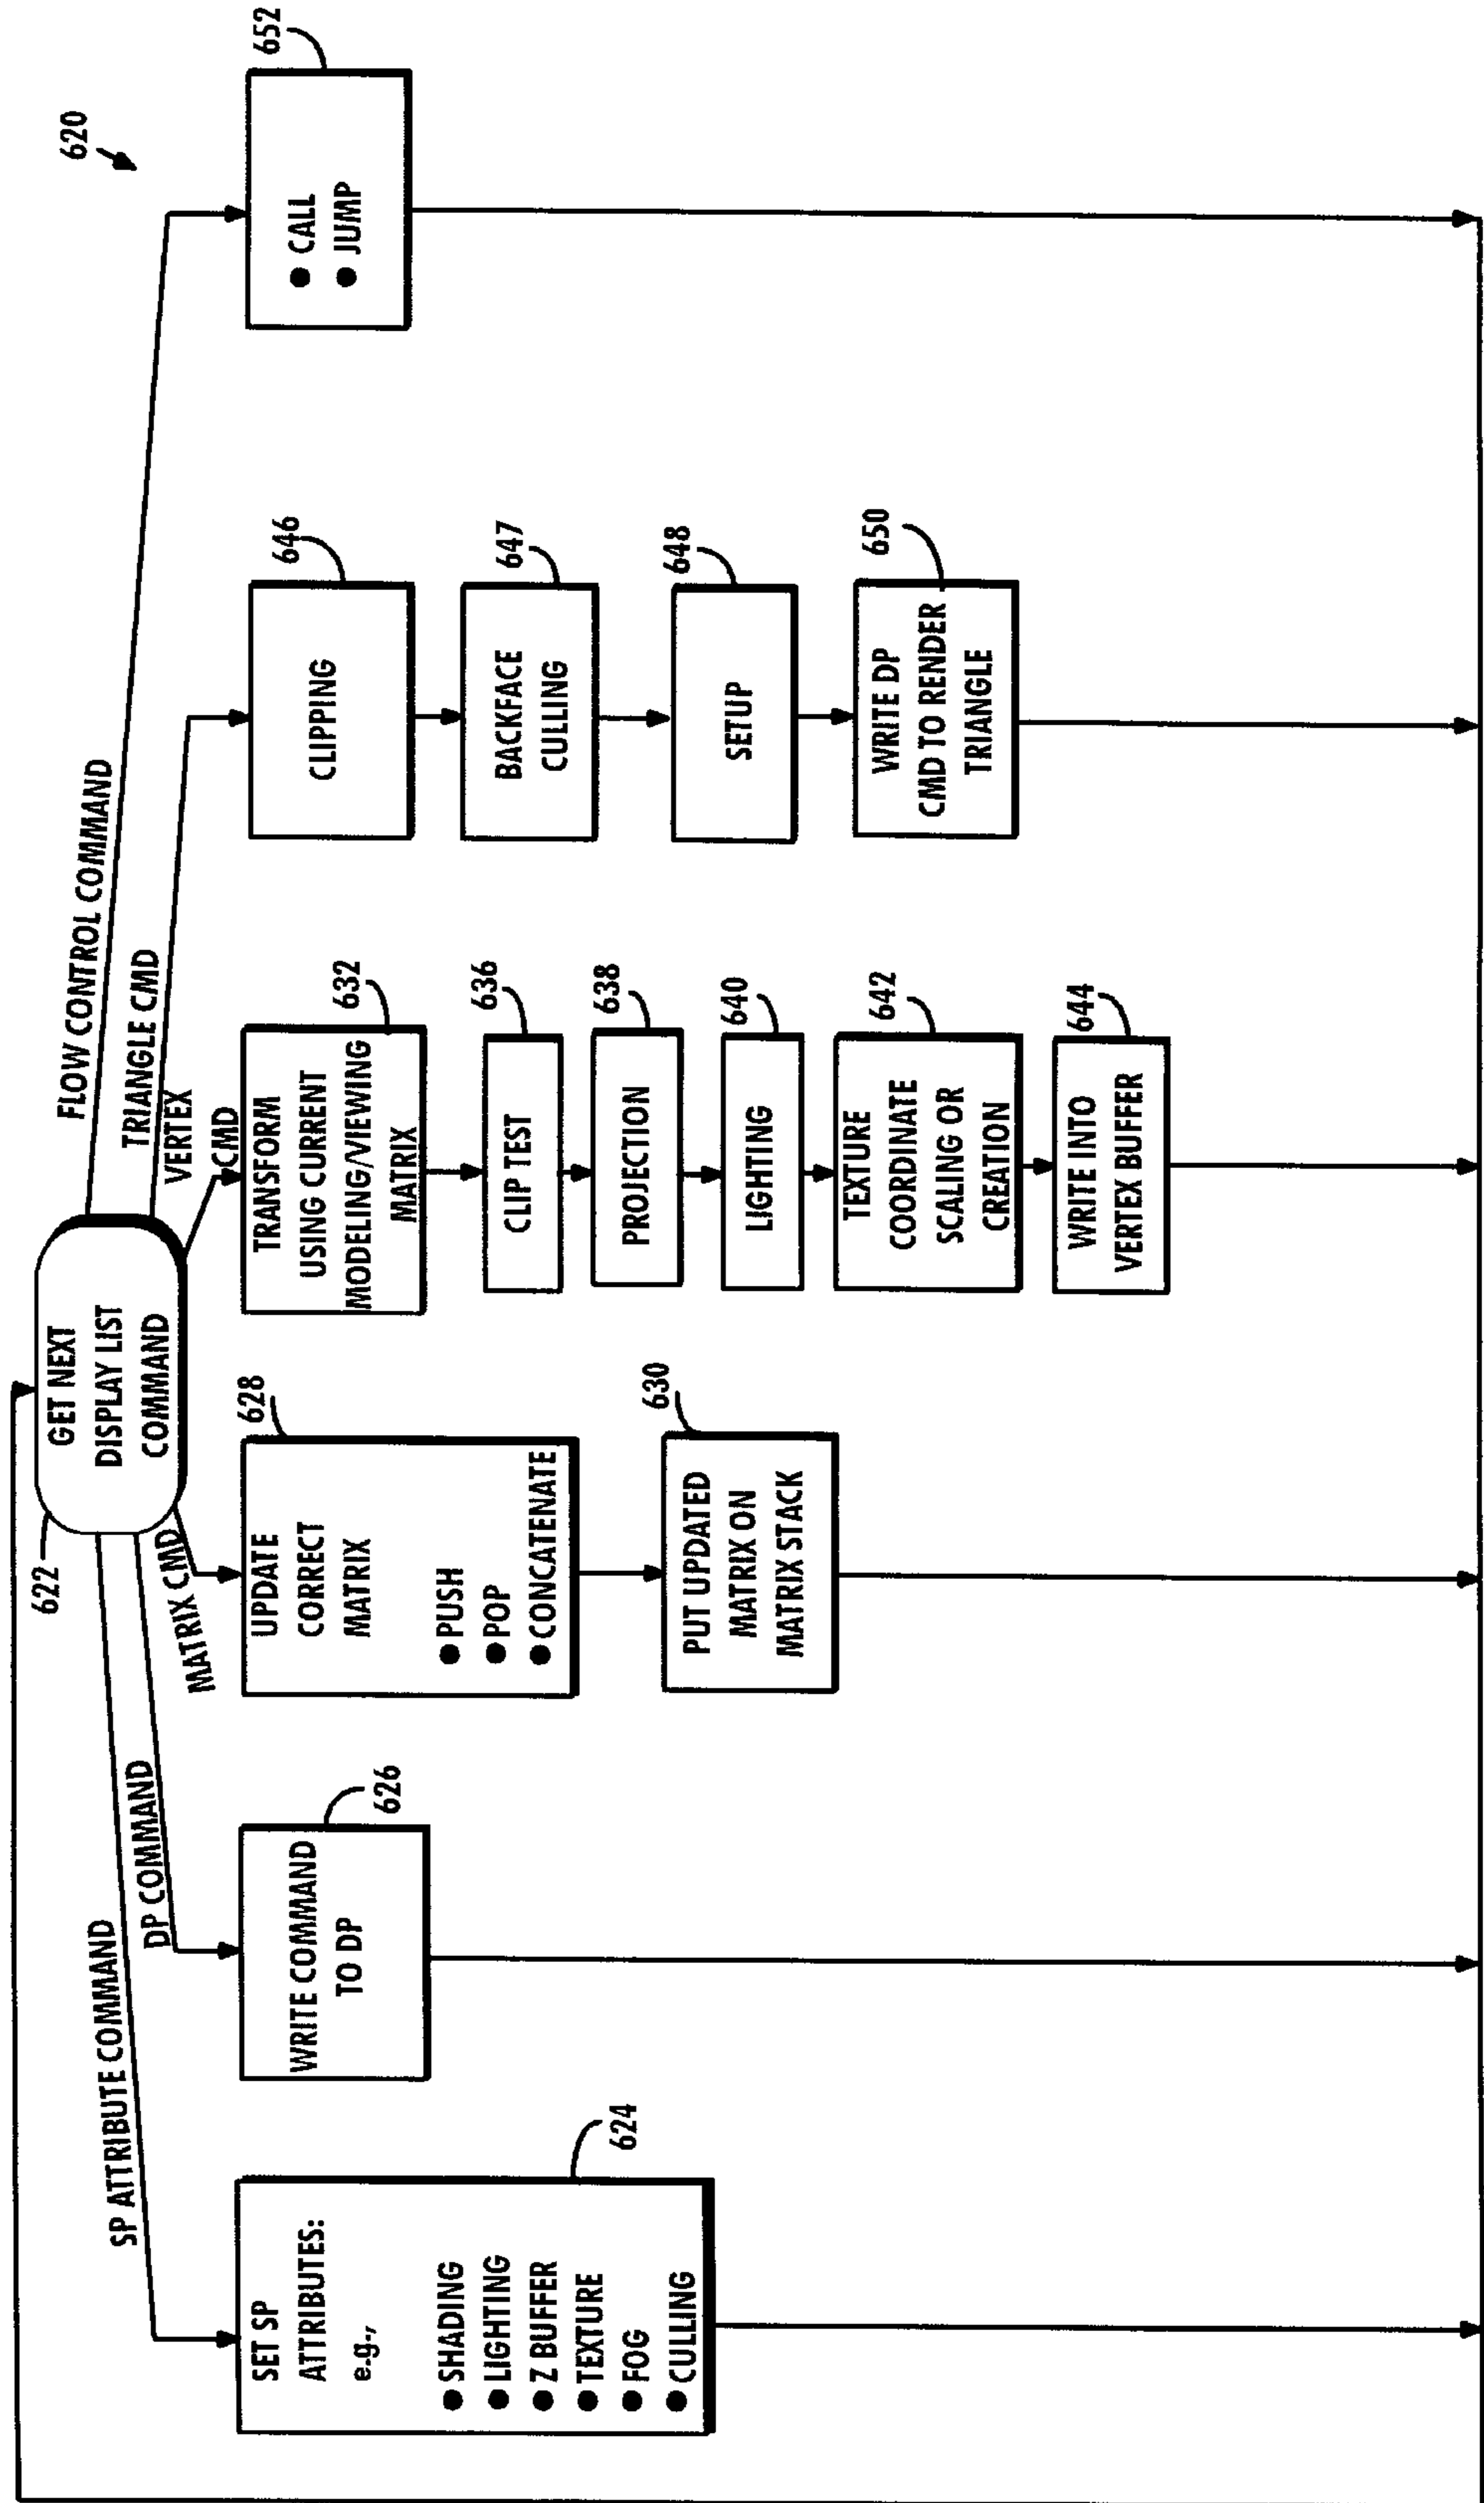 620
622
GET NEXT
DISPLAY LIST
COMMAND
SP ATTRIBUTE COMMAND
DP COMMAND
MATRIX CMD
VERTEX
CMD
TRIANGLE CMD
FLOW CONTROL COMMAND
SET SP
ATTRIBUTES:
e.g.,
● SHADING
● LIGHTING
● Z BUFFER
● TEXTURE
● FOG
● CULLING
624
WRITE COMMAND
TO DP
626
UPDATE
CORRECT
MATRIX
● PUSH
● POP
● CONCATENATE
628
PUT UPDATED
MATRIX ON
MATRIX STACK
630
TRANSFORM
USING CURRENT
MODELING/VIEWING
MATRIX
632
CLIP TEST
636
PROJECTION
638
LIGHTING
640
TEXTURE
COORDINATE
SCALING OR
CREATION
642
WRITE INTO
VERTEX BUFFER
644
CLIPPING
646
BACKFACE
CULLING
647
SETUP
648
WRITE DP
CMD TO RENDER
TRIANGLE
650
● CALL
● JUMP
652